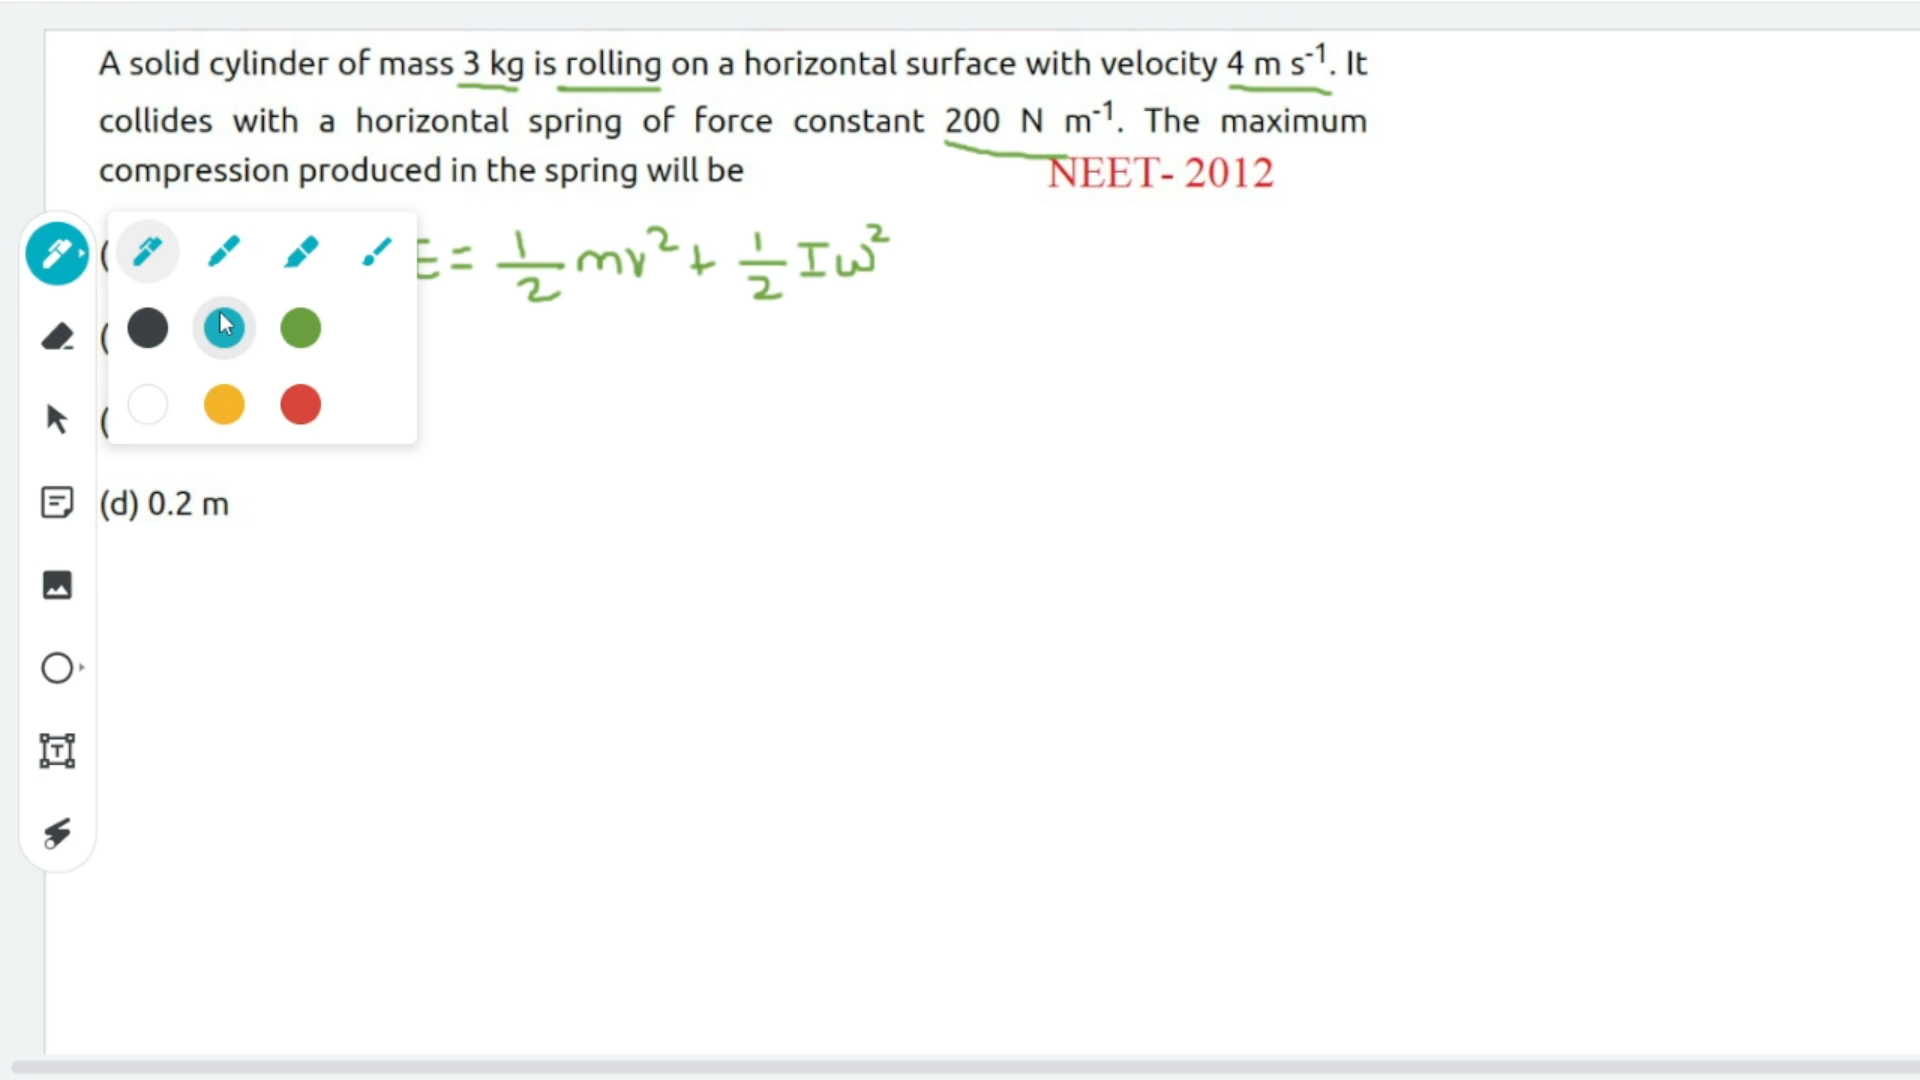 A solid cylinder of mass 3 kg is rolling on a horizontal surface with velocity 4 m s⁻¹. It
collides with a horizontal spring of force constant 200 N m⁻¹. The maximum
compression produced in the spring will be
NEET- 2012
( E = 1/2 mv² + 1/2 Iω²
(
(
(d) 0.2 m